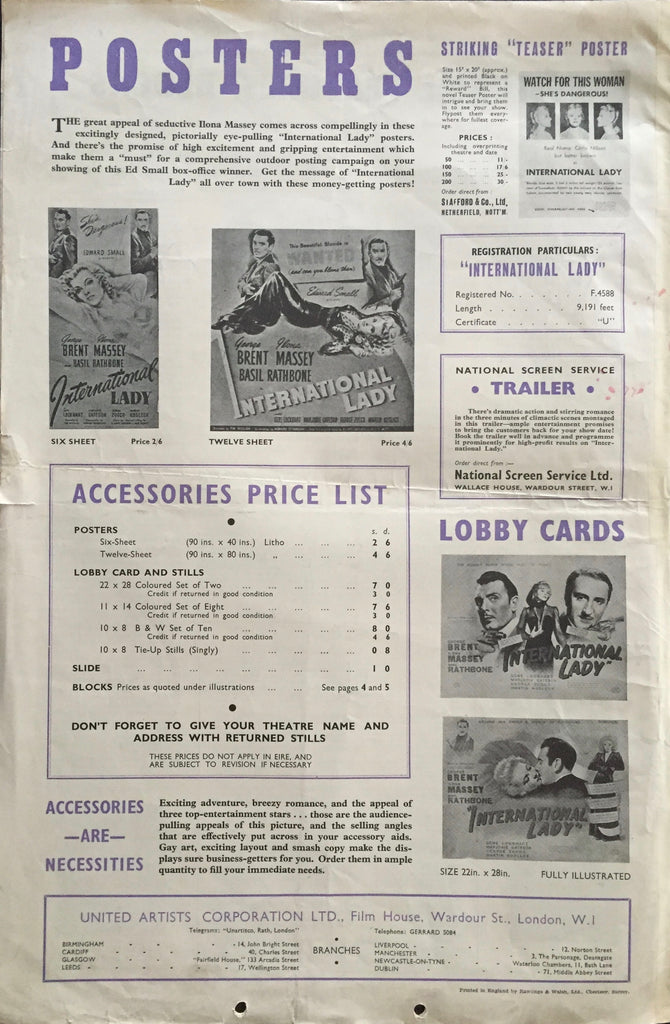 POSTERS
THE great appeal of seductive Ilona Massey comes across compellingly in these
excitingly designed, pictorially eye-pulling "International Lady" posters.
And there's the promise of high excitement and gripping entertainment which
make them a "must" for a comprehensive outdoor posting campaign on your
showing of this Ed Small box-office winner. Get the message of "International
Lady" all over town with these money-getting posters!
She's Dangerous!
EDWARD SMALL
George Ilona
BRENT MASSEY
BASIL RATHBONE
International
LADY
SIX SHEET Price 2/6
This Beautiful Blonde is
WANTED
(and can you blame them)
Edward Small
George Ilona
BRENT MASSEY
BASIL RATHBONE
INTERNATIONAL
LADY
TWELVE SHEET Price 4/6
STRIKING "TEASER" POSTER
Size 15" x 20" (approx.)
and printed Black on
White to represent a
"Reward" Bill, this
novel Teaser Poster will
intrigue and bring them
in to see your show.
Flypost them every-
where for fullest cover-
age.
PRICES :
Including overprinting
theatre and date
50 ... 11/-
100 ... 17/6
150 ... 25/-
200 ... 30/-
Order direct from :
STAFFORD & Co., Ltd,
NETHERFIELD, NOTT'M.
WATCH FOR THIS WOMAN
—SHE'S DANGEROUS!
INTERNATIONAL LADY
REGISTRATION PARTICULARS :
"INTERNATIONAL LADY"
Registered No. . . . . . . F.4588
Length . . . . . . . 9,191 feet
Certificate . . . . . . . "U"
NATIONAL SCREEN SERVICE
• TRAILER •
There's dramatic action and stirring romance
in the three minutes of climactic scenes montaged
in this trailer—ample entertainment promises
to bring the customers back for your show date!
Book the trailer well in advance and programme
it prominently for high-profit results on "Inter-
national Lady."
Order direct from :—
National Screen Service Ltd.
WALLACE HOUSE, WARDOUR STREET, W.1
ACCESSORIES PRICE LIST
POSTERS s. d.
Six-Sheet (90 ins. x 40 ins.) Litho ... ... ... 2 6
Twelve-Sheet (90 ins. x 80 ins.) ,, ... ... ... 4 6
LOBBY CARD AND STILLS
22 x 28 Coloured Set of Two ... ... ... ... 7 0
Credit if returned in good condition 3 0
11 x 14 Coloured Set of Eight ... ... ... ... 7 6
Credit if returned in good condition 3 0
10 x 8 B & W Set of Ten ... ... ... ... 8 0
Credit if returned in good condition 4 6
10 x 8 Tie-Up Stills (Singly) ... ... ... ... 0 8
SLIDE ... ... ... ... ... ... ... 1 0
BLOCKS Prices as quoted under illustrations ... ... See pages 4 and 5
DON'T FORGET TO GIVE YOUR THEATRE NAME AND
ADDRESS WITH RETURNED STILLS
THESE PRICES DO NOT APPLY IN EIRE, AND
ARE SUBJECT TO REVISION IF NECESSARY
LOBBY CARDS
BRENT
MASSEY
RATHBONE
INTERNATIONAL
LADY
BRENT
MASSEY
RATHBONE
INTERNATIONAL
LADY
SIZE 22in. x 28in. FULLY ILLUSTRATED
ACCESSORIES
—ARE—
NECESSITIES
Exciting adventure, breezy romance, and the appeal of
three top-entertainment stars . . . those are the audience-
pulling appeals of this picture, and the selling angles
that are effectively put across in your accessory aids.
Gay art, exciting layout and smash copy make the dis-
plays sure business-getters for you. Order them in ample
quantity to fill your immediate needs.
UNITED ARTISTS CORPORATION LTD., Film House, Wardour St., London, W.1
Telegrams: "Unartisco, Rath, London" Telephone: GERRARD 5084
BRANCHES
BIRMINGHAM - - - - 14, John Bright Street
CARDIFF - - - - 40, Charles Street
GLASGOW - - "Fairfield House," 133 Arcadia Street
LEEDS - - - - 17, Wellington Street
LIVERPOOL - - - - 12, Norton Street
MANCHESTER - - - 3, The Parsonage, Deansgate
NEWCASTLE-ON-TYNE - - Waterloo Chambers, 11, Bath Lane
DUBLIN - - - - 71, Middle Abbey Street
Printed in England by Rawlings & Walsh, Ltd., Chertsey, Surrey.